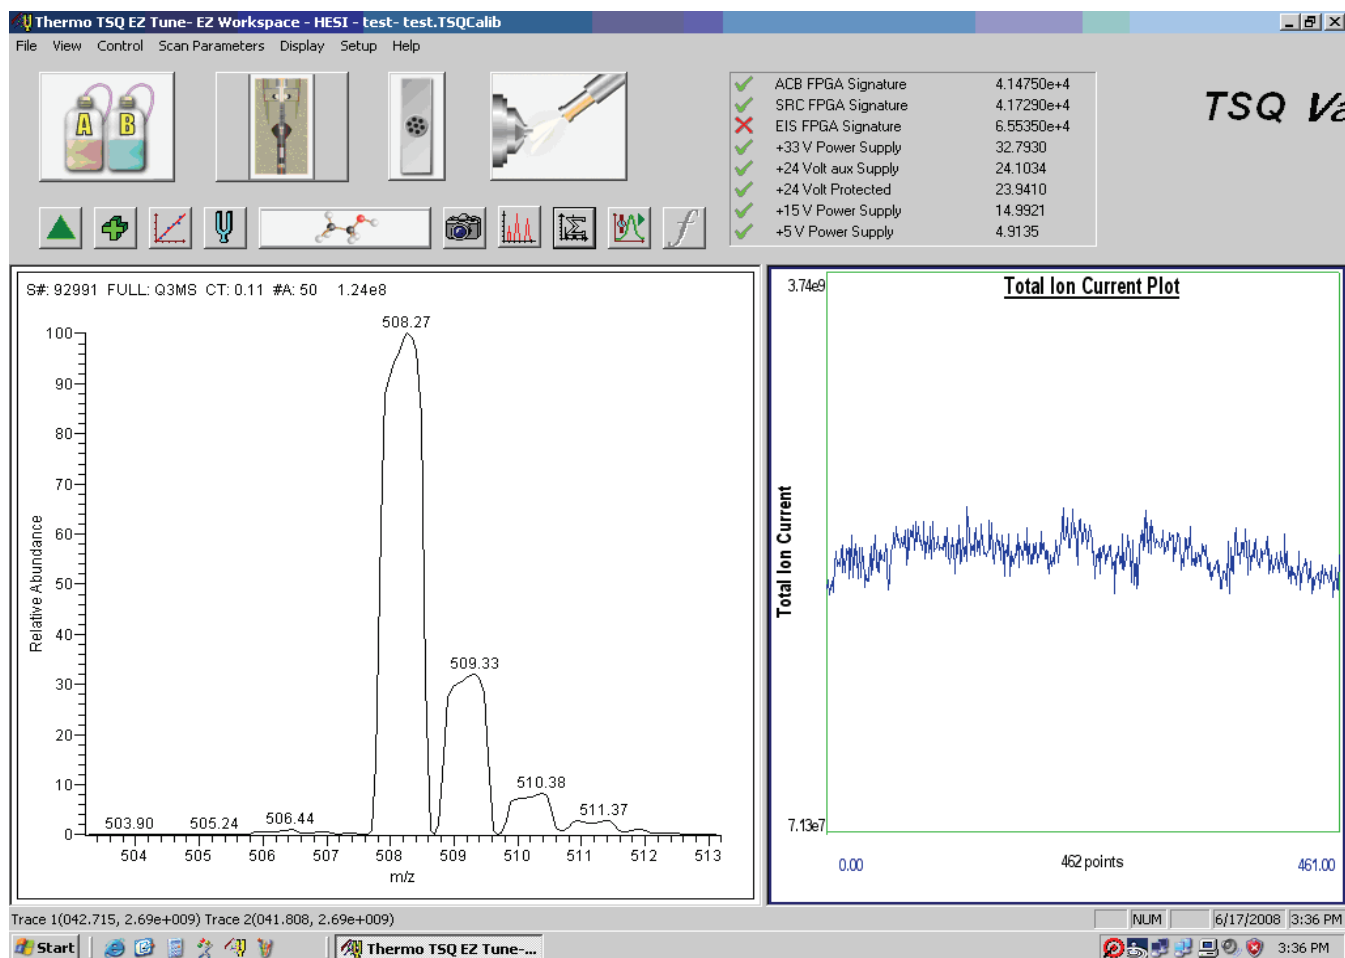 Thermo TSQ EZ Tune- EZ Workspace - HESI - test- test.TSQCalib
File View Control Scan Parameters Display Setup Help
A B
ACB FPGA Signature 4.14750e+4
SRC FPGA Signature 4.17290e+4
EIS FPGA Signature 6.55350e+4
+33 V Power Supply 32.7930
+24 Volt aux Supply 24.1034
+24 Volt Protected 23.9410
+15 V Power Supply 14.9921
+5 V Power Supply 4.9135
TSQ Va
f
S#: 92991 FULL: Q3MS CT: 0.11 #A: 50 1.24e8
508.27
509.33
510.38
511.37
503.90 505.24 506.44
100
90
80
70
60
50
40
30
20
10
0
Relative Abundance
504 505 506 507 508 509 510 511 512 513
m/z
Total Ion Current Plot
3.74e9
Total Ion Current
7.13e7
0.00 462 points 461.00
Trace 1(042.715, 2.69e+009) Trace 2(041.808, 2.69e+009)
NUM 6/17/2008 3:36 PM
Start Thermo TSQ EZ Tune-... 3:36 PM